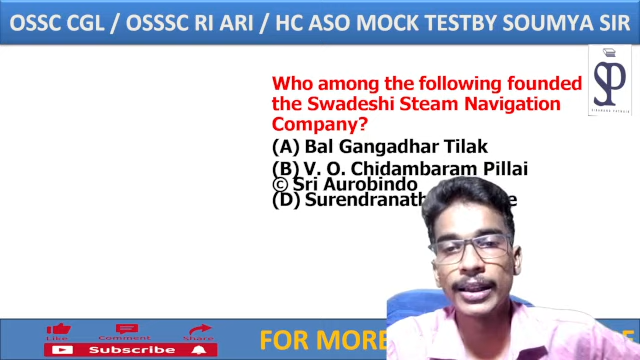 OSSC CGL / OSSSC RI ARI / HC ASO MOCK TESTBY SOUMYA SIR
Who among the following founded
the Swadeshi Steam Navigation
Company?
(A) Bal Gangadhar Tilak
(B) V. O. Chidambaram Pillai
© Sri Aurobindo
(D) Surendranath
SP
Like
Comment
Share
Subscribe
FOR MORE